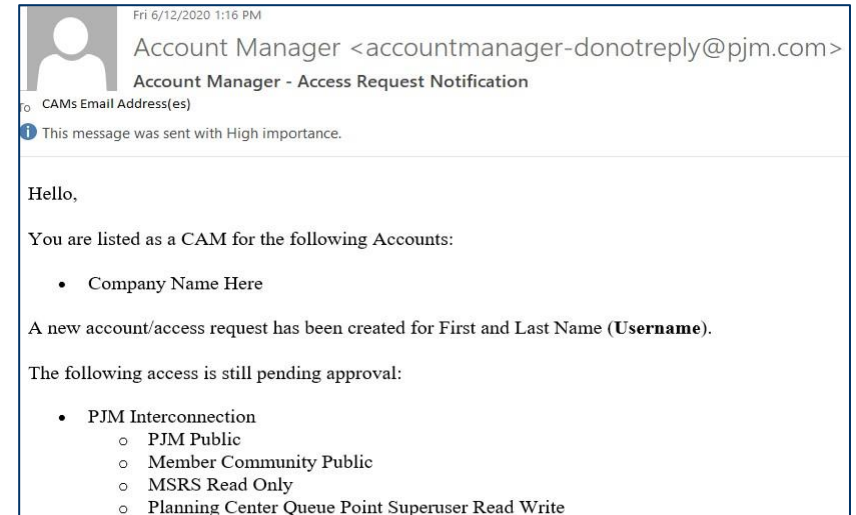 Fri 6/12/2020 1:16 PM
Account Manager <accountmanager-donotreply@pjm.com>
Account Manager - Access Request Notification
To CAMs Email Address(es)
This message was sent with High importance.
Hello,
You are listed as a CAM for the following Accounts:
• Company Name Here
A new account/access request has been created for First and Last Name (Username).
The following access is still pending approval:
• PJM Interconnection
o PJM Public
o Member Community Public
o MSRS Read Only
o Planning Center Queue Point Superuser Read Write